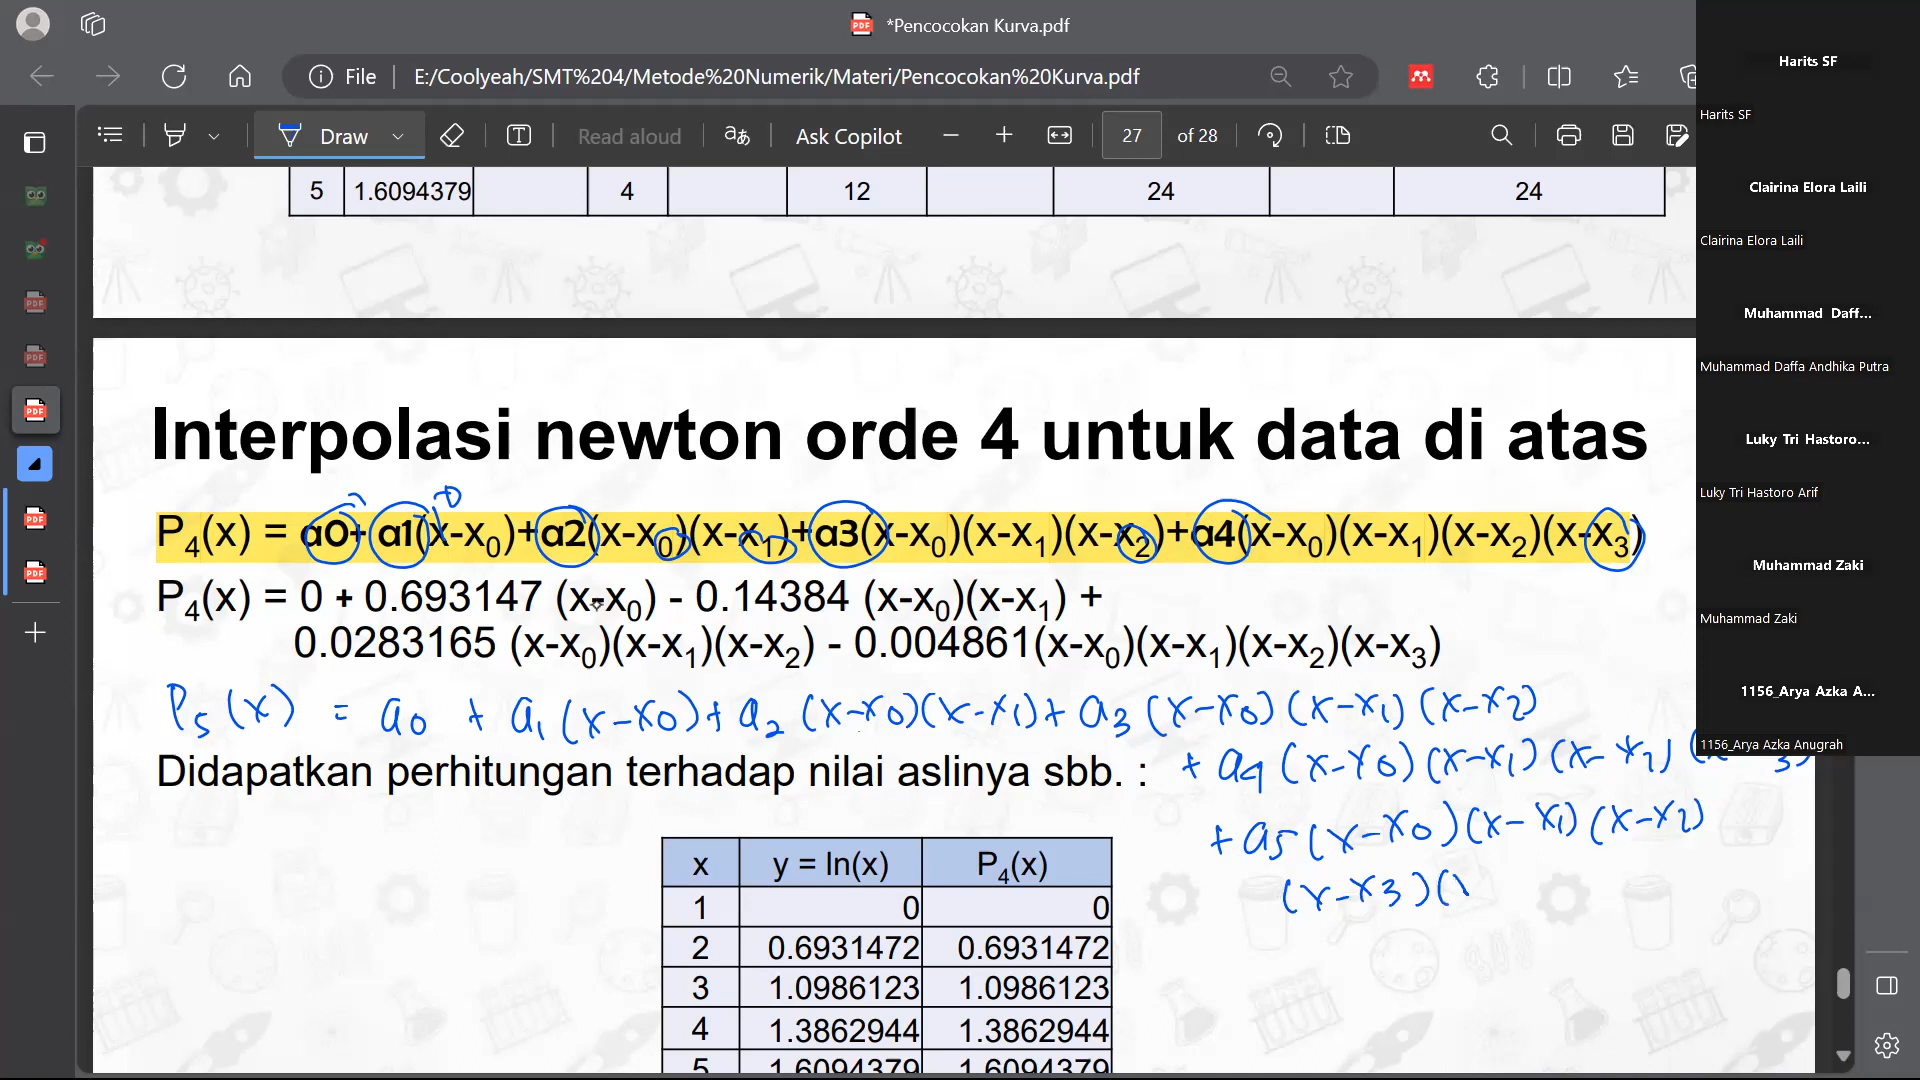 *Pencocokan Kurva.pdf
File E:/Coolyeah/SMT%204/Metode%20Numerik/Materi/Pencocokan%20Kurva.pdf
Draw Read aloud Ask Copilot 27 of 28
5 1.6094379 4 12 24 24
Interpolasi newton orde 4 untuk data di atas
P₄(x) = a0+ a1(x-x₀)+a2(x-x₀)(x-x₁)+a3(x-x₀)(x-x₁)(x-x₂)+a4(x-x₀)(x-x₁)(x-x₂)(x-x₃)
P₄(x) = 0 + 0.693147 (x-x₀) - 0.14384 (x-x₀)(x-x₁) +
0.0283165 (x-x₀)(x-x₁)(x-x₂) - 0.004861(x-x₀)(x-x₁)(x-x₂)(x-x₃)
P₅(x) = a₀ + a₁(x-x₀)+ a₂(x-x₀)(x-x₁)+ a₃(x-x₀)(x-x₁)(x-x₂)
+ a₄(x-x₀)(x-x₁)(x-x₂)
Didapatkan perhitungan terhadap nilai aslinya sbb. :
+ a₅(x-x₀)(x-x₁)(x-x₂)
(x-x₃)(
x y = ln(x) P₄(x)
1 0 0
2 0.6931472 0.6931472
3 1.0986123 1.0986123
4 1.3862944 1.3862944
5 1.6094379 1.6094379
Harits SF
Harits SF
Clairina Elora Laili
Clairina Elora Laili
Muhammad Daff...
Muhammad Daffa Andhika Putra
Luky Tri Hastoro...
Luky Tri Hastoro Arif
Muhammad Zaki
Muhammad Zaki
1156_Arya Azka A...
1156_Arya Azka Anugrah